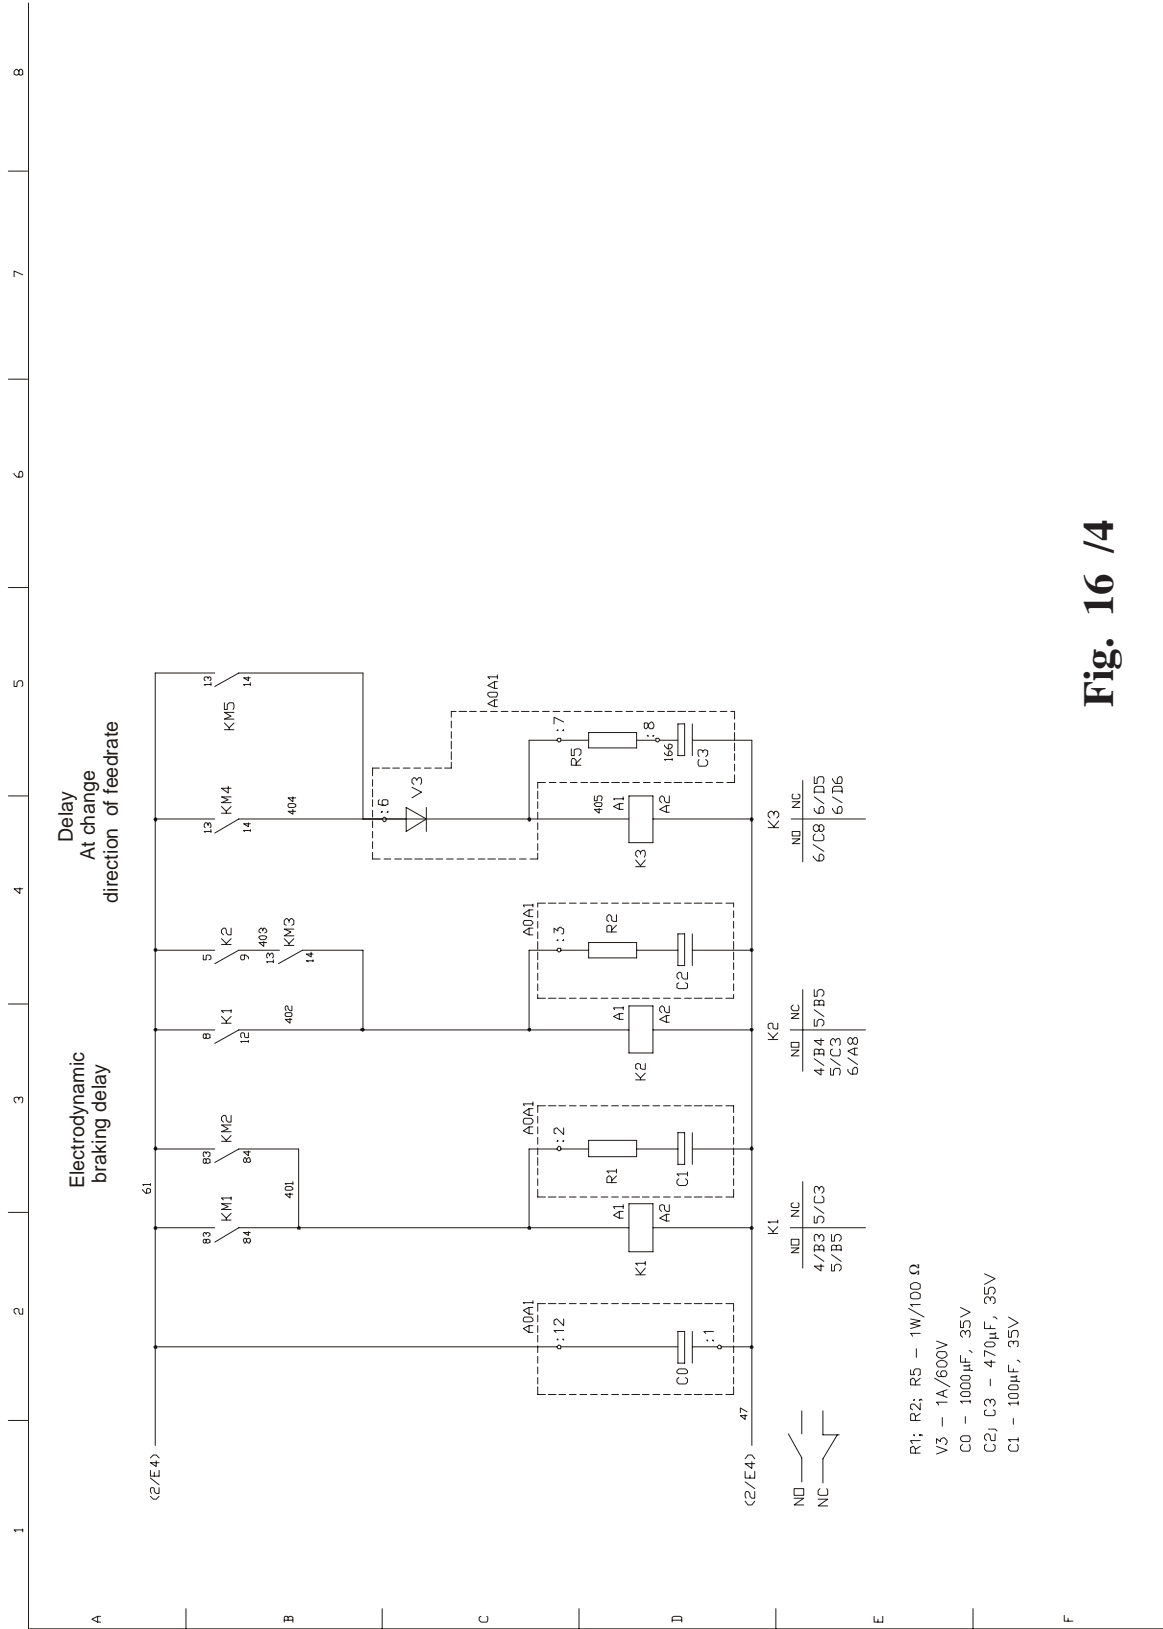 1 2 3 4 5 6 7 8
A
B
C
D
E
F
Electrodynamic
braking delay
Delay
At change
direction of feedrate
(2/E4)
61
83 KM1
84
83 KM2
84
401
8 K1
12
402
5 K2
9
403
13 KM3
14
13 KM4
14
404
13 KM5
14
:6
V3
A0A1
A0A1
:12
C0
:1
A0A1
:2
R1
C1
K1
A1
A2
A0A1
:3
R2
C2
K2
A1
A2
:7
R5
:8
166
C3
405
K3
A1
A2
(2/E4)
47
NO
NC
K1
NO NC
4/B3 5/C3
5/B5
K2
NO NC
4/B4 5/B5
5/C3
6/A8
K3
NO NC
6/C8 6/D5
6/D6
R1; R2; R5 - 1W/100 Ω
V3 - 1A/600V
C0 - 1000µF, 35V
C2; C3 - 470µF, 35V
C1 - 100µF, 35V
Fig. 16 /4